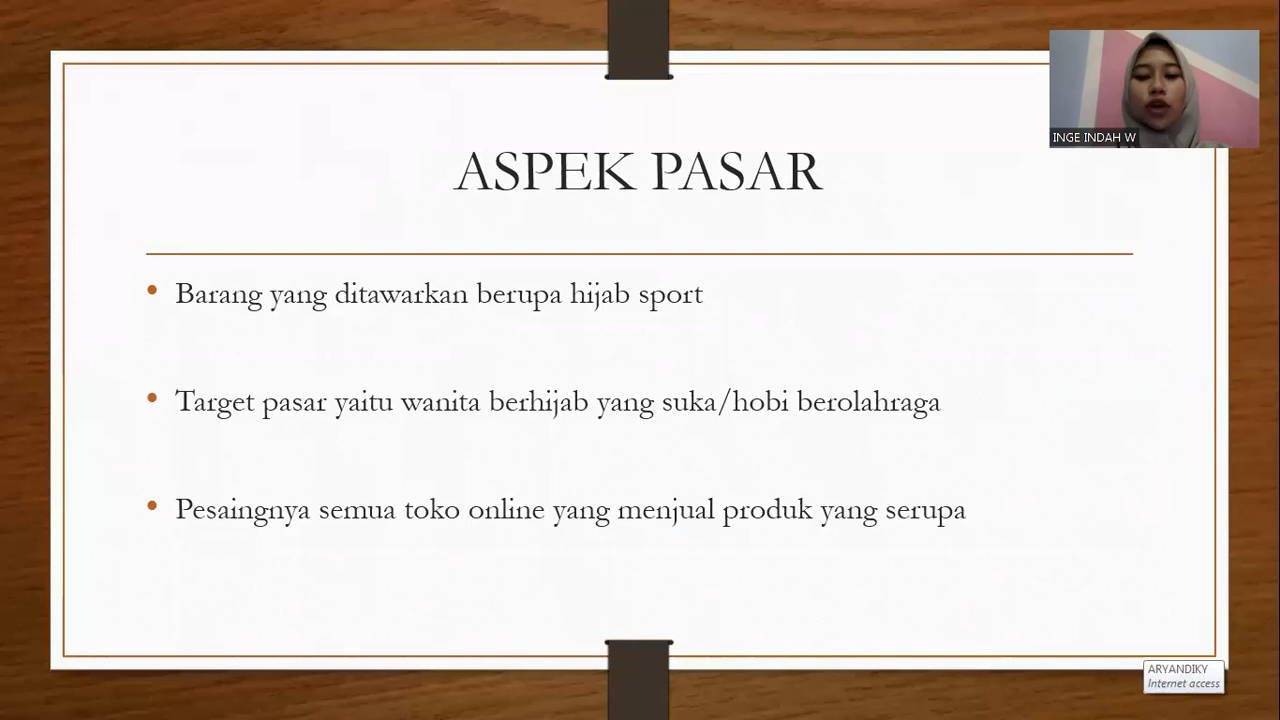 ASPEK PASAR
INGE INDAH W
• Barang yang ditawarkan berupa hijab sport
• Target pasar yaitu wanita berhijab yang suka/hobi berolahraga
• Pesaingnya semua toko online yang menjual produk yang serupa
ARYANDIKY
Internet access